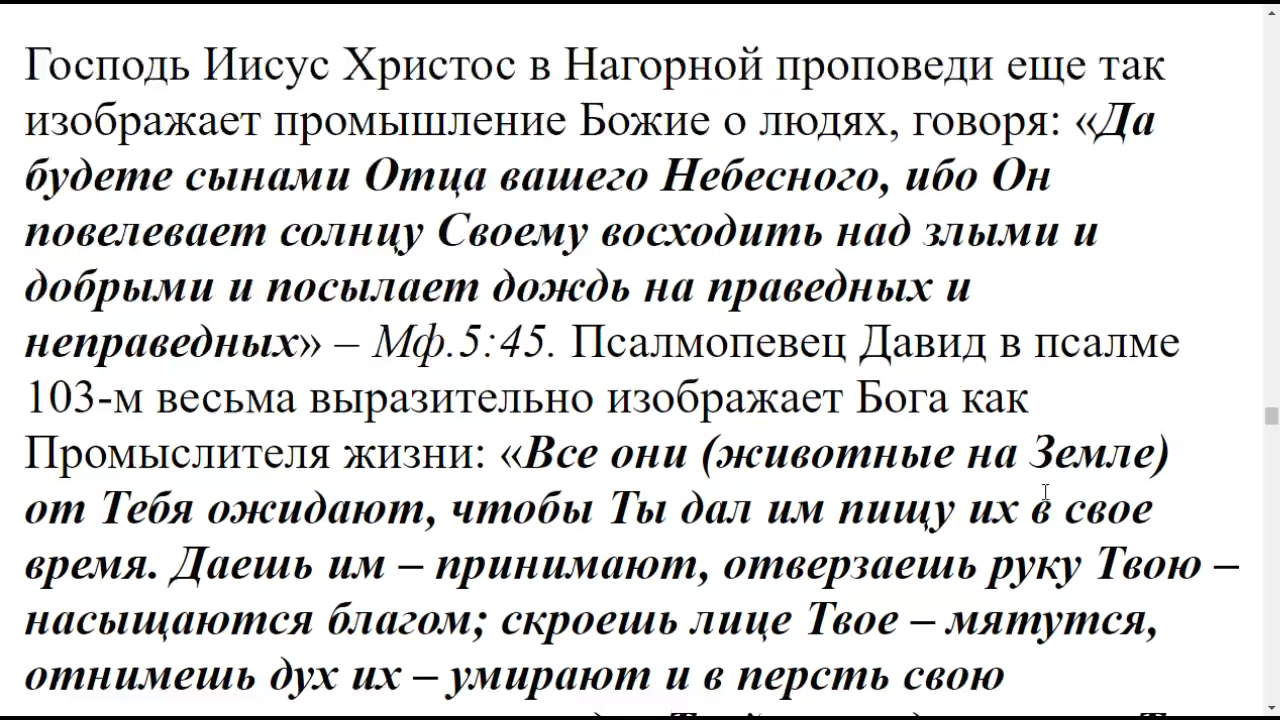 Господь Иисус Христос в Нагорной проповеди еще так
изображает промышление Божие о людях, говоря: «Да
будете сынами Отца вашего Небесного, ибо Он
повелевает солнцу Своему восходить над злыми и
добрыми и посылает дождь на праведных и
неправедных» – Мф.5:45. Псалмопевец Давид в псалме
103-м весьма выразительно изображает Бога как
Промыслителя жизни: «Все они (животные на Земле)
от Тебя ожидают, чтобы Ты дал им пищу их в свое
время. Даешь им – принимают, отверзаешь руку Твою –
насыщаются благом; скроешь лице Твое – мятутся,
отнимешь дух их – умирают и в персть свою